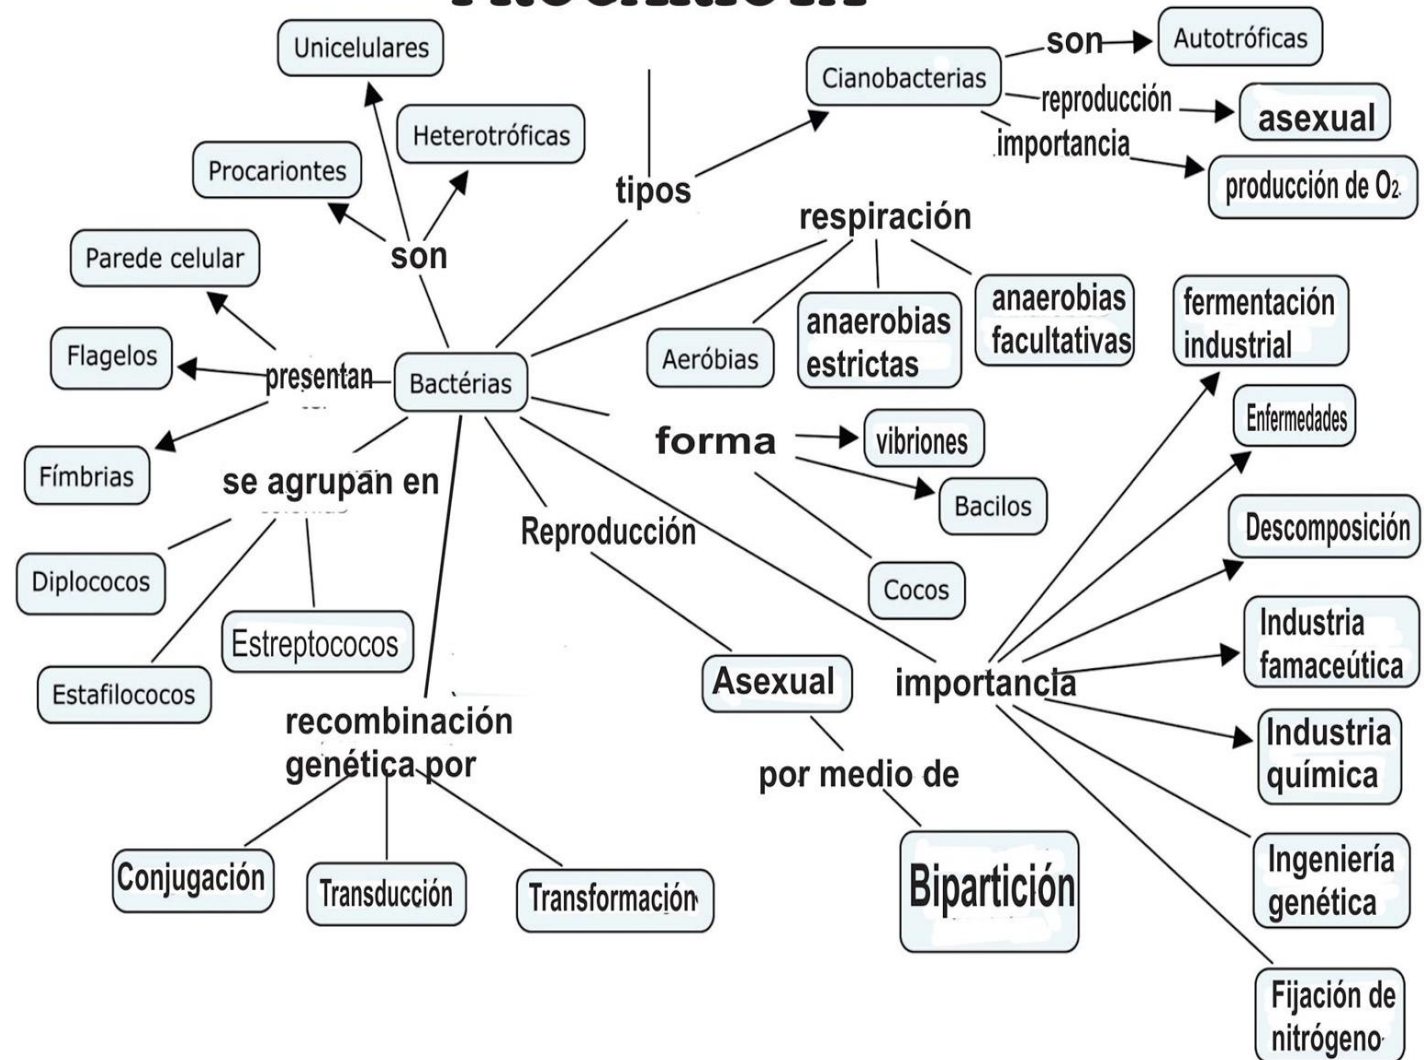 Unicelulares
son
Autotróficas
Cianobacterias
reproducción
asexual
importancia
producción de O2
Heterotróficas
Procariontes
tipos
respiración
son
Parede celular
Aeróbias
anaerobias
estrictas
anaerobias
facultativas
fermentación
industrial
Flagelos
presentan
Bactérias
Enfermedades
forma
vibriones
Bacilos
Cocos
Fímbrias
se agrupan en
Diplococos
Estreptococos
Estafilococos
Reproducción
Descomposición
Industria
famaceútica
Asexual
importancia
recombinación
genética por
Industria
química
por medio de
Conjugación
Transducción
Transformación
Bipartición
Ingeniería
genética
Fijación de
nitrógeno